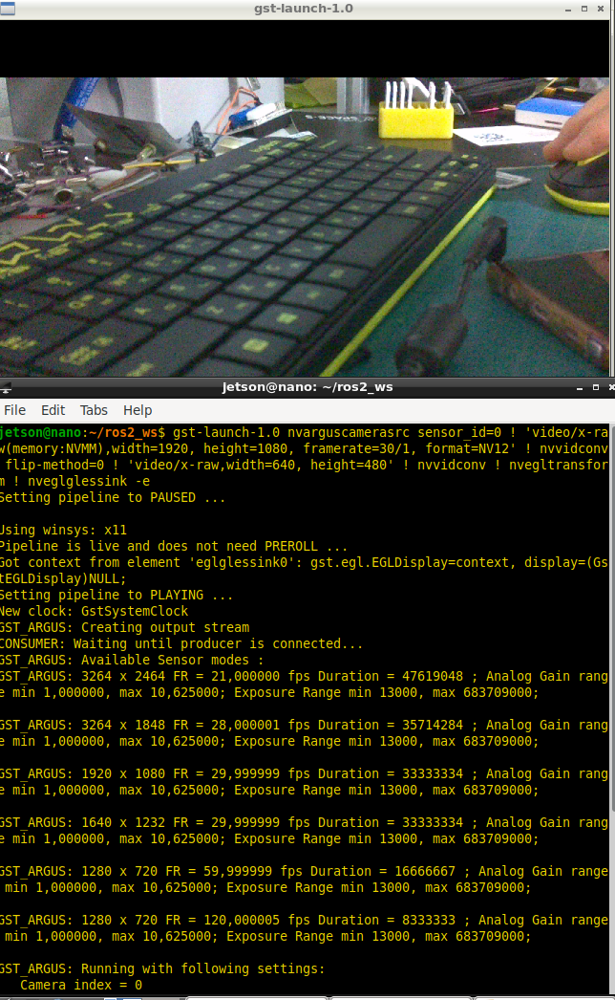 gst-launch-1.0
jetson@nano: ~/ros2_ws
File Edit Tabs Help
jetson@nano:~/ros2_ws$ gst-launch-1.0 nvarguscamerasrc sensor_id=0 ! 'video/x-ra
w(memory:NVMM),width=1920, height=1080, framerate=30/1, format=NV12' ! nvvidconv
flip-method=0 ! 'video/x-raw,width=640, height=480' ! nvvidconv ! nvegltransfor
m ! nveglglessink -e
Setting pipeline to PAUSED ...
Using winsys: x11
Pipeline is live and does not need PREROLL ...
Got context from element 'eglglessink0': gst.egl.EGLDisplay=context, display=(Gs
tEGLDisplay)NULL;
Setting pipeline to PLAYING ...
New clock: GstSystemClock
GST_ARGUS: Creating output stream
CONSUMER: Waiting until producer is connected...
GST_ARGUS: Available Sensor modes :
GST_ARGUS: 3264 x 2464 FR = 21,000000 fps Duration = 47619048 ; Analog Gain rang
e min 1,000000, max 10,625000; Exposure Range min 13000, max 683709000;
GST_ARGUS: 3264 x 1848 FR = 28,000001 fps Duration = 35714284 ; Analog Gain rang
e min 1,000000, max 10,625000; Exposure Range min 13000, max 683709000;
GST_ARGUS: 1920 x 1080 FR = 29,999999 fps Duration = 33333334 ; Analog Gain rang
e min 1,000000, max 10,625000; Exposure Range min 13000, max 683709000;
GST_ARGUS: 1640 x 1232 FR = 29,999999 fps Duration = 33333334 ; Analog Gain rang
e min 1,000000, max 10,625000; Exposure Range min 13000, max 683709000;
GST_ARGUS: 1280 x 720 FR = 59,999999 fps Duration = 16666667 ; Analog Gain range
min 1,000000, max 10,625000; Exposure Range min 13000, max 683709000;
GST_ARGUS: 1280 x 720 FR = 120,000005 fps Duration = 8333333 ; Analog Gain range
min 1,000000, max 10,625000; Exposure Range min 13000, max 683709000;
GST_ARGUS: Running with following settings:
Camera index = 0